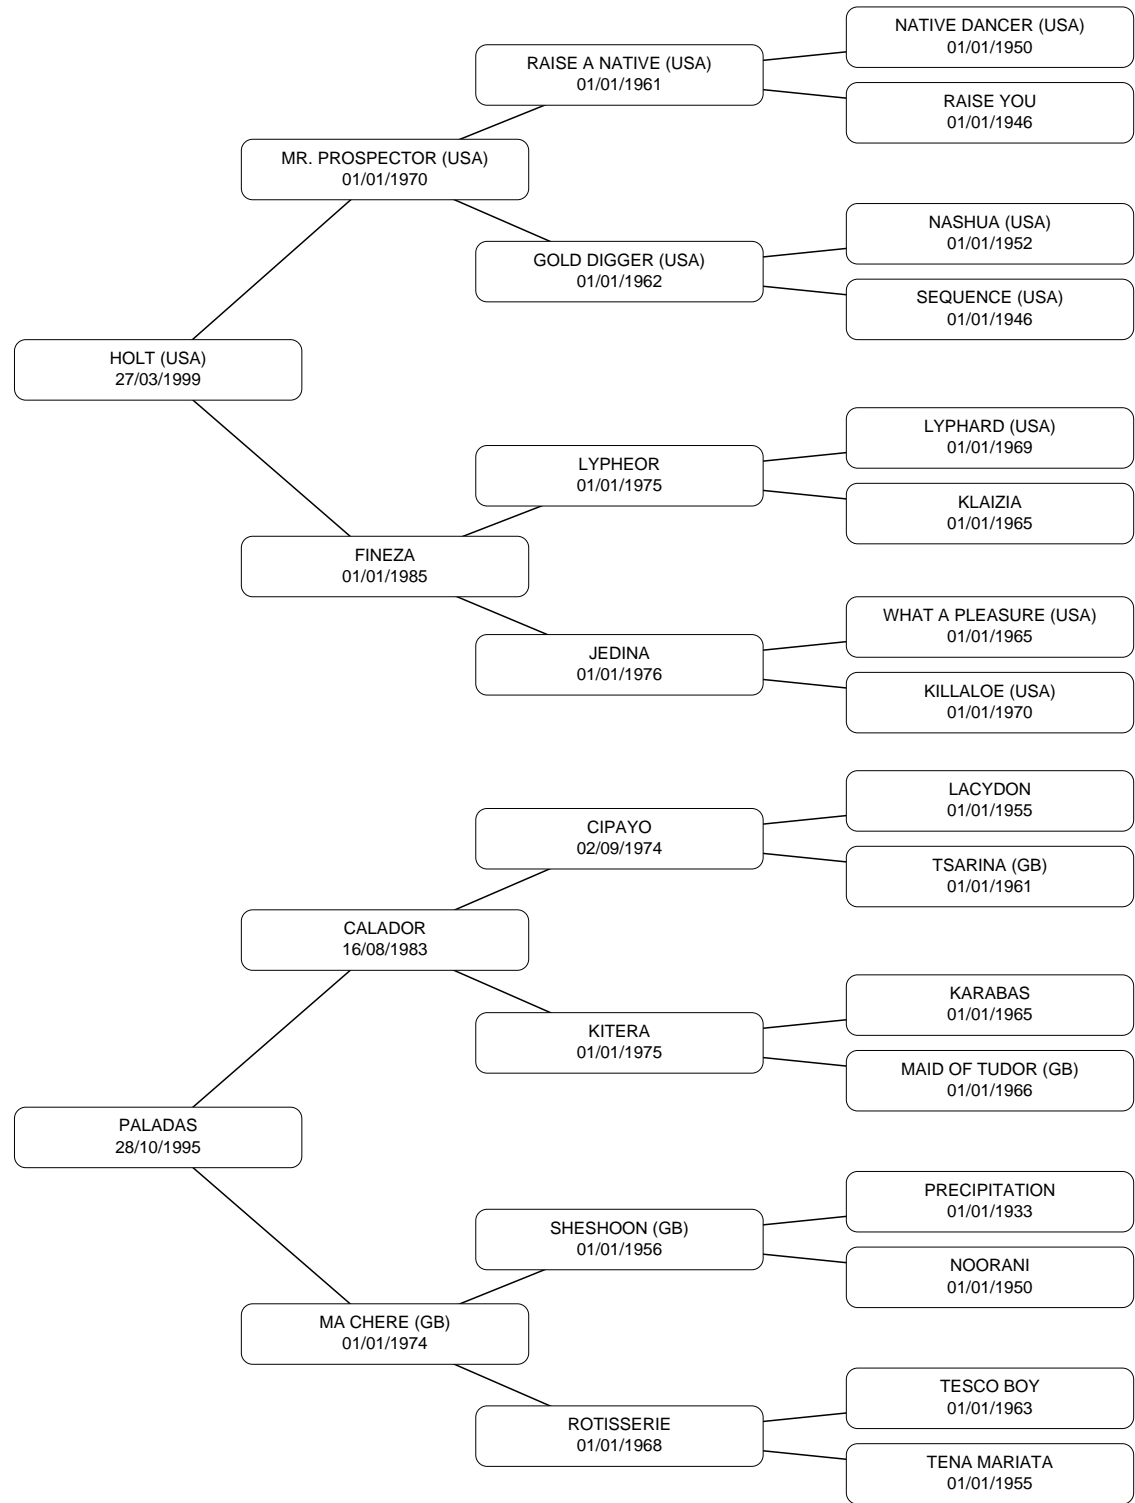 NATIVE DANCER (USA)
01/01/1950
RAISE A NATIVE (USA)
01/01/1961
RAISE YOU
01/01/1946
MR. PROSPECTOR (USA)
01/01/1970
NASHUA (USA)
01/01/1952
GOLD DIGGER (USA)
01/01/1962
SEQUENCE (USA)
01/01/1946
HOLT (USA)
27/03/1999
LYPHARD (USA)
01/01/1969
LYPHEOR
01/01/1975
KLAIZIA
01/01/1965
FINEZA
01/01/1985
WHAT A PLEASURE (USA)
01/01/1965
JEDINA
01/01/1976
KILLALOE (USA)
01/01/1970
LACYDON
01/01/1955
CIPAYO
02/09/1974
TSARINA (GB)
01/01/1961
CALADOR
16/08/1983
KARABAS
01/01/1965
KITERA
01/01/1975
MAID OF TUDOR (GB)
01/01/1966
PALADAS
28/10/1995
PRECIPITATION
01/01/1933
SHESHOON (GB)
01/01/1956
NOORANI
01/01/1950
MA CHERE (GB)
01/01/1974
TESCO BOY
01/01/1963
ROTISSERIE
01/01/1968
TENA MARIATA
01/01/1955